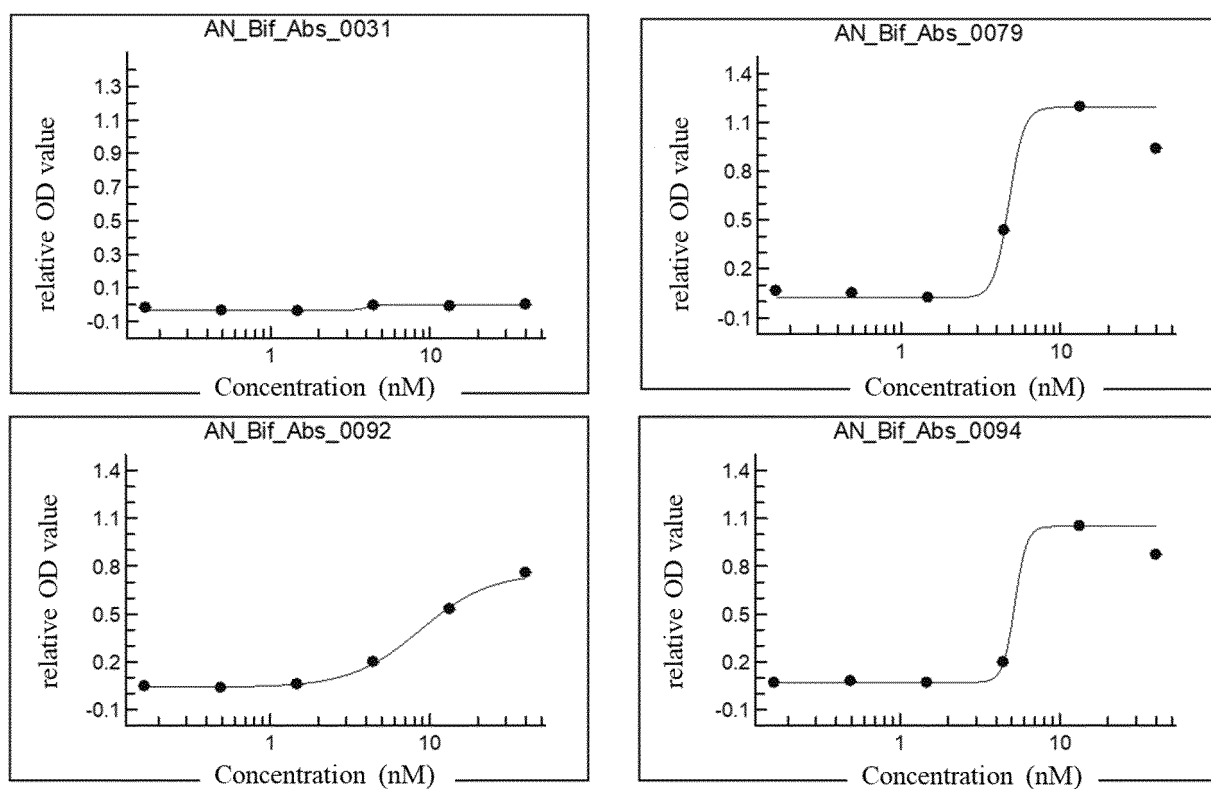 AN_Bif_Abs_0031
relative OD value
1.3
1.1
0.9
0.7
0.5
0.3
0.1
-0.1
1
10
Concentration (nM)
AN_Bif_Abs_0079
relative OD value
1.4
1.1
0.8
0.5
0.2
-0.1
1
10
Concentration (nM)
AN_Bif_Abs_0092
relative OD value
1.4
1.1
0.8
0.5
0.2
-0.1
1
10
Concentration (nM)
AN_Bif_Abs_0094
relative OD value
1.4
1.1
0.8
0.5
0.2
-0.1
1
10
Concentration (nM)